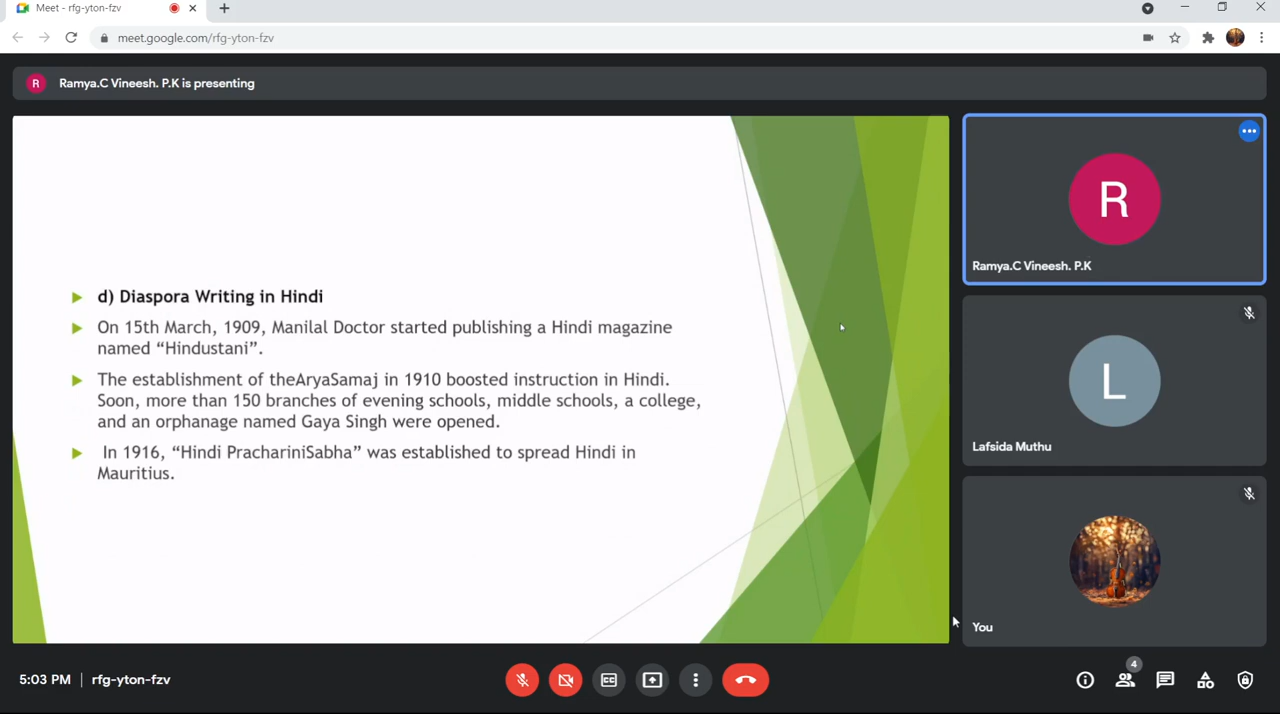 Meet - rfg-yton-fzv
meet.google.com/rfg-yton-fzv
R
Ramya.C Vineesh. P.K is presenting
d) Diaspora Writing in Hindi
On 15th March, 1909, Manilal Doctor started publishing a Hindi magazine
named “Hindustani”.
The establishment of theAryaSamaj in 1910 boosted instruction in Hindi.
Soon, more than 150 branches of evening schools, middle schools, a college,
and an orphanage named Gaya Singh were opened.
In 1916, “Hindi PrachariniSabha” was established to spread Hindi in
Mauritius.
R
Ramya.C Vineesh. P.K
L
Lafsida Muthu
You
5:03 PM | rfg-yton-fzv
CC
4